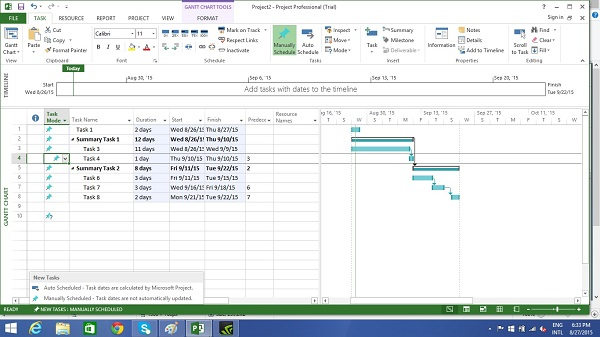 GANTT CHART TOOLS
Project2 - Project Professional (Trial)
FILE TASK RESOURCE REPORT PROJECT VIEW FORMAT
Gantt Chart
Paste
Cut
Copy
Format Painter
Calibri 11
B I U
Mark on Track
Respect Links
Inactivate
Manually Schedule
Auto Schedule
Inspect
Move
Mode
Task
Summary
Milestone
Deliverable
Information
Notes
Details
Add to Timeline
Scroll to Task
Find
Clear
Fill
View Clipboard Font Schedule Tasks Insert Properties Editing
Today
TIMELINE
Start
Wed 8/26/15
Aug 30, '15 Sep 6, '15 Sep 13, '15 Sep 20, '15
Add tasks with dates to the timeline
Finish
Tue 9/22/15
Task Mode Task Name Duration Start Finish Predece Resource Names
Aug 30, '15 Sep 13, '15 Sep 27, '15 Oct 11, '15
1 Task 1 2 days Wed 8/26/15 Thu 8/27/15
2 Summary Task 1 12 days Wed 8/26/15 Thu 9/10/15
3 Task 3 11 days Wed 8/26/15 Wed 9/9/15
4 Task 4 1 day Thu 9/10/15 Thu 9/10/15 3
5 Summary Task 2 8 days Fri 9/11/15 Tue 9/22/15 2
6 Task 6 3 days Fri 9/11/15 Tue 9/15/15
7 Task 7 3 days Wed 9/16/15 Fri 9/18/15 6
8 Task 8 2 days Mon 9/21/15 Tue 9/22/15 7
9
10
GANTT CHART
New Tasks
Auto Scheduled - Task dates are calculated by Microsoft Project.
Manually Scheduled - Task dates are not automatically updated.
READY NEW TASKS : MANUALLY SCHEDULED
ENG
INTL
6:33 PM
8/27/2015